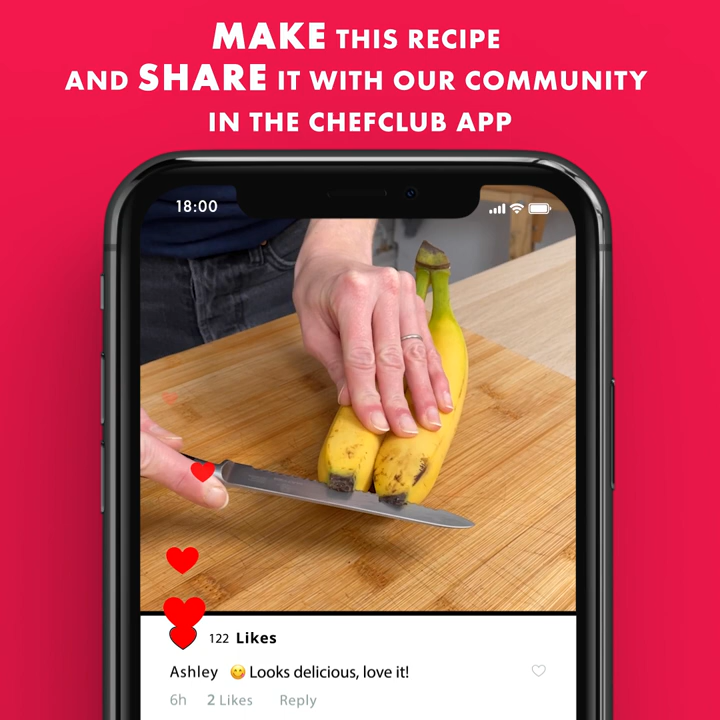 MAKE THIS RECIPE
AND SHARE IT WITH OUR COMMUNITY
IN THE CHEFCLUB APP
18:00
122 Likes
Ashley 😋 Looks delicious, love it!
6h 2 Likes Reply